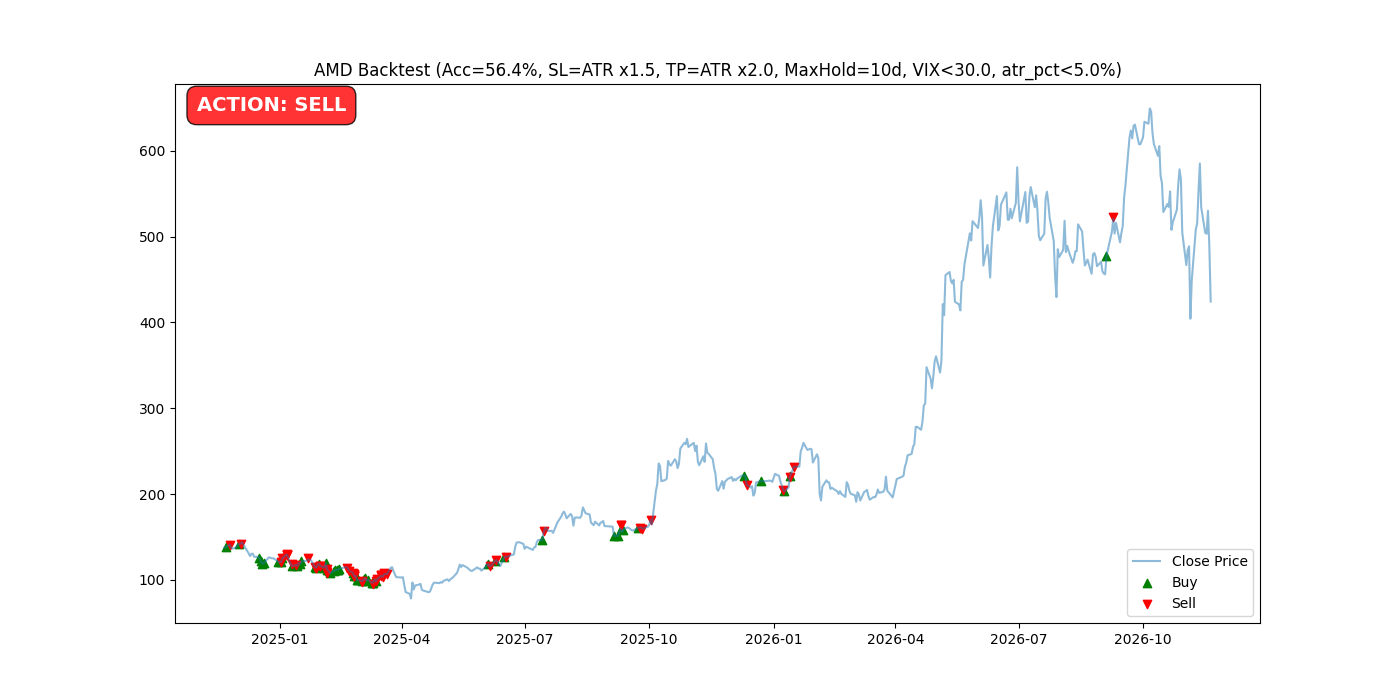 AMD Backtest (Acc=56.4%, SL=ATR x1.5, TP=ATR x2.0, MaxHold=10d, VIX<30.0, atr_pct<5.0%)
ACTION: SELL
600
500
400
300
200
100
2025-01
2025-04
2025-07
2025-10
2026-01
2026-04
2026-07
2026-10
Close Price
Buy
Sell